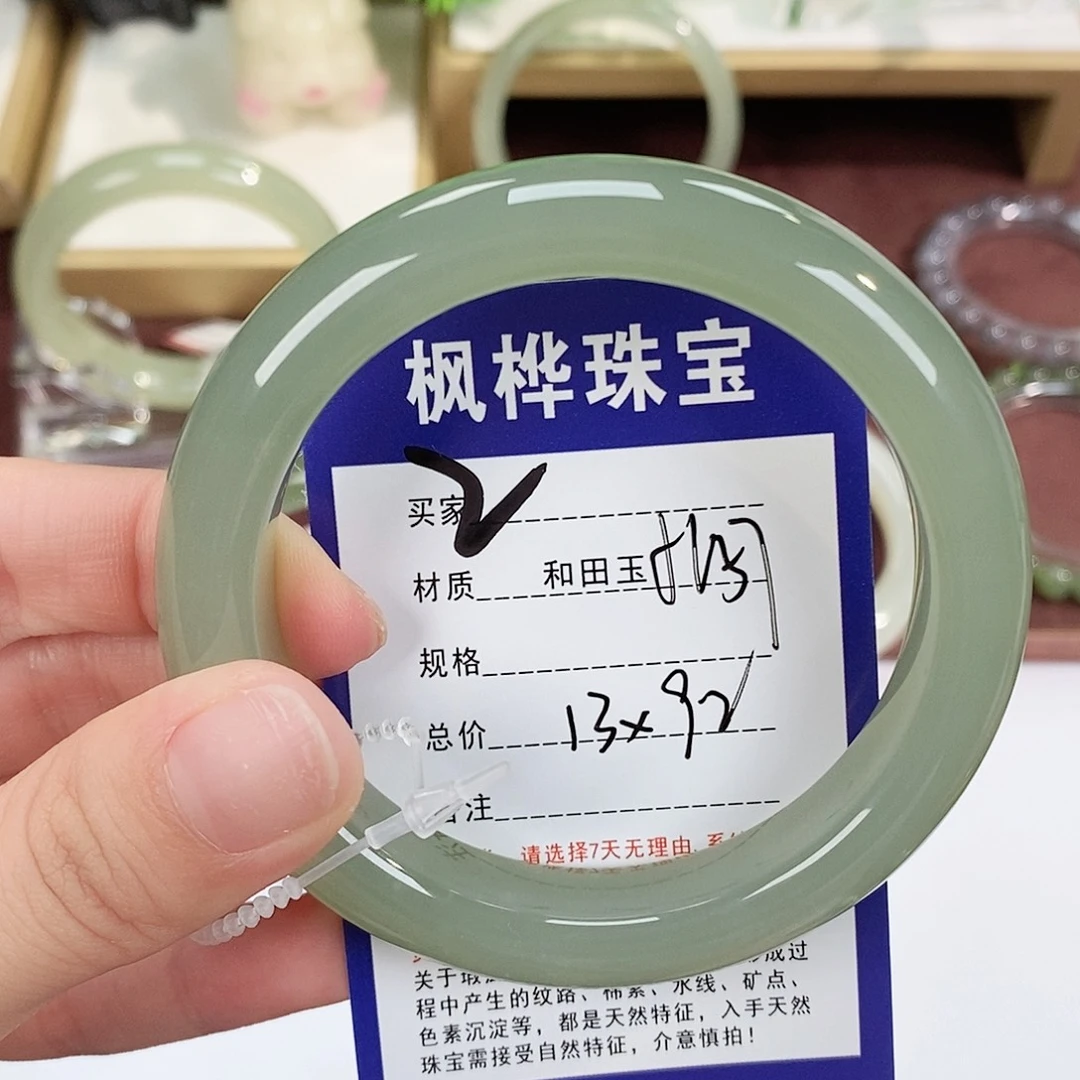 枫桦珠宝
买家
材质 和田玉
规格
总价 13x92
注
请选择7天无理由
成过
关于瑕
程中产生的纹路、棉絮、水线、矿点、
色素沉淀等，都是天然特征，入手天然
珠宝需接受自然特征，介意慎拍！